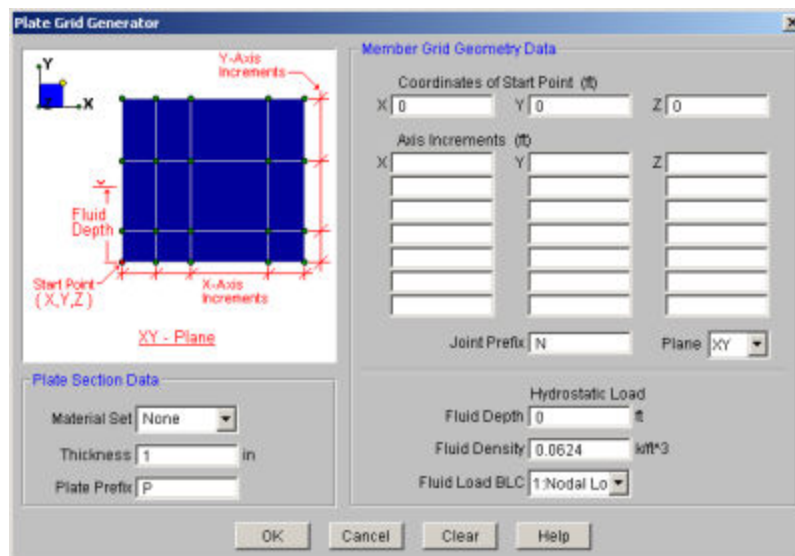 Plate Grid Generator
Y
X
Z
Y-Axis
Increments
Fluid
Depth
Start Point
(X,Y,Z)
X-Axis
Increments
XY - Plane
Plate Section Data
Material Set None
Thickness 1 in
Plate Prefix P
Member Grid Geometry Data
Coordinates of Start Point (ft)
X 0 Y 0 Z 0
Axis Increments (ft)
X Y Z
Joint Prefix N Plane XY
Hydrostatic Load
Fluid Depth 0 ft
Fluid Density 0.0624 k/ft^3
Fluid Load BLC 1:Nodal Lo
OK Cancel Clear Help